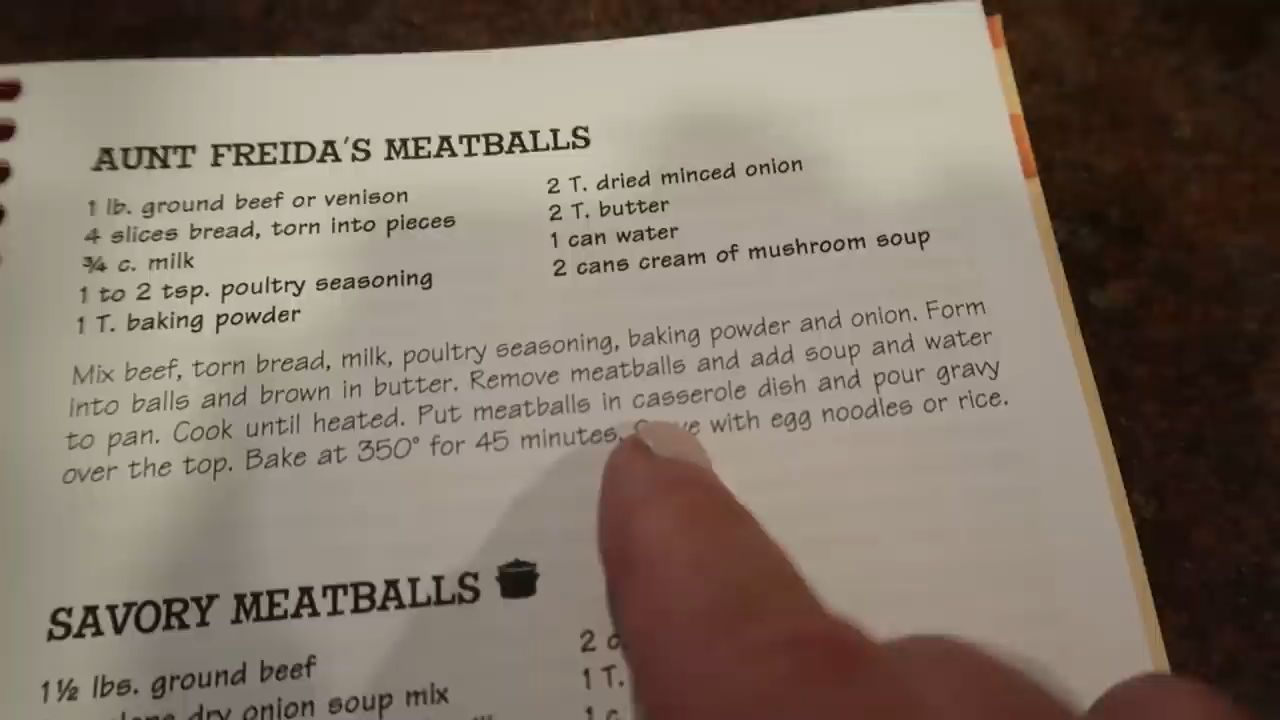 AUNT FREIDA'S MEATBALLS
1 lb. ground beef or venison
4 slices bread, torn into pieces
¾ c. milk
1 to 2 tsp. poultry seasoning
1 T. baking powder
2 T. dried minced onion
2 T. butter
1 can water
2 cans cream of mushroom soup
Mix beef, torn bread, milk, poultry seasoning, baking powder and onion. Form
into balls and brown in butter. Remove meatballs and add soup and water
to pan. Cook until heated. Put meatballs in casserole dish and pour gravy
over the top. Bake at 350° for 45 minutes. with egg noodles or rice.
SAVORY MEATBALLS
1½ lbs. ground beef
dry onion soup mix
2 c
1 T.
1 c